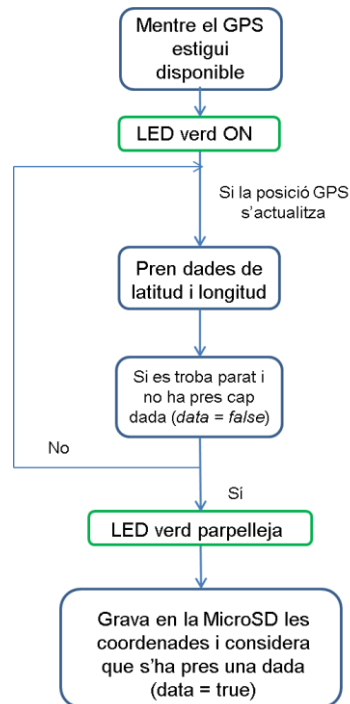 Mentre el GPS
estigui
disponible
LED verd ON
Si la posició GPS
s'actualitza
Pren dades de
latitud i longitud
Si es troba parat i
no ha pres cap
dada (data = false)
No
Sí
LED verd parpelleja
Grava en la MicroSD les
coordenades i considera
que s'ha pres una dada
(data = true)